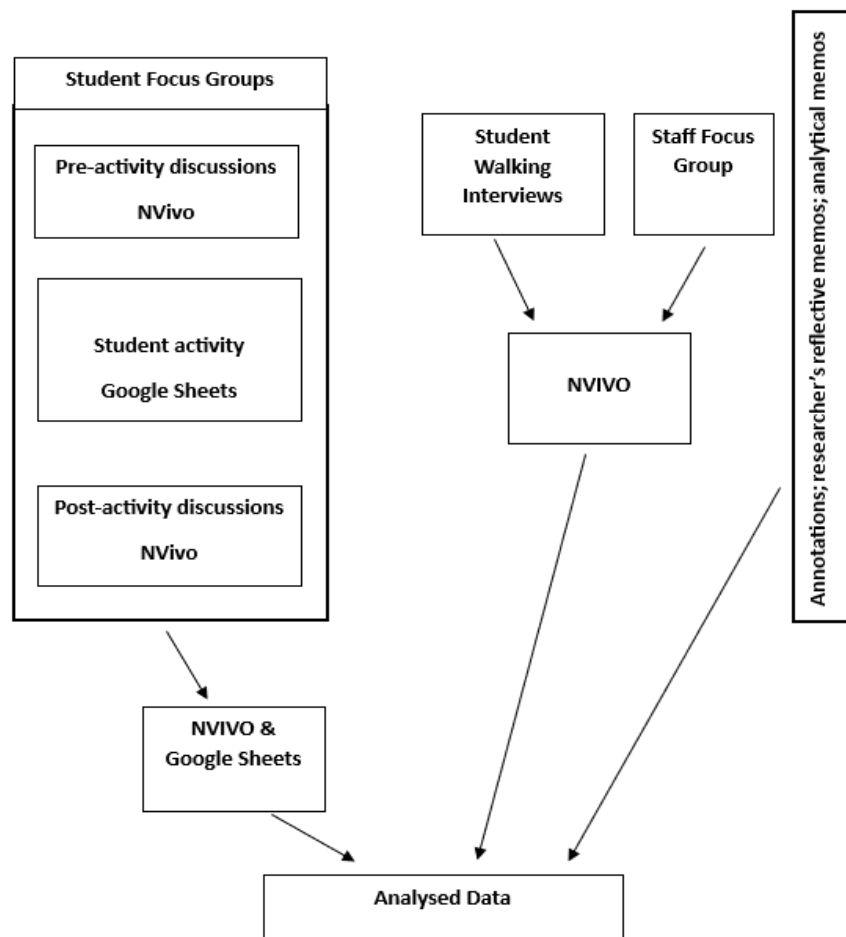 Student Focus Groups
Pre-activity discussions
NVivo
Student activity
Google Sheets
Post-activity discussions
NVivo
Student
Walking
Interviews
Staff Focus
Group
NVIVO
Annotations; researcher's reflective memos; analytical memos
NVIVO &
Google Sheets
Analysed Data